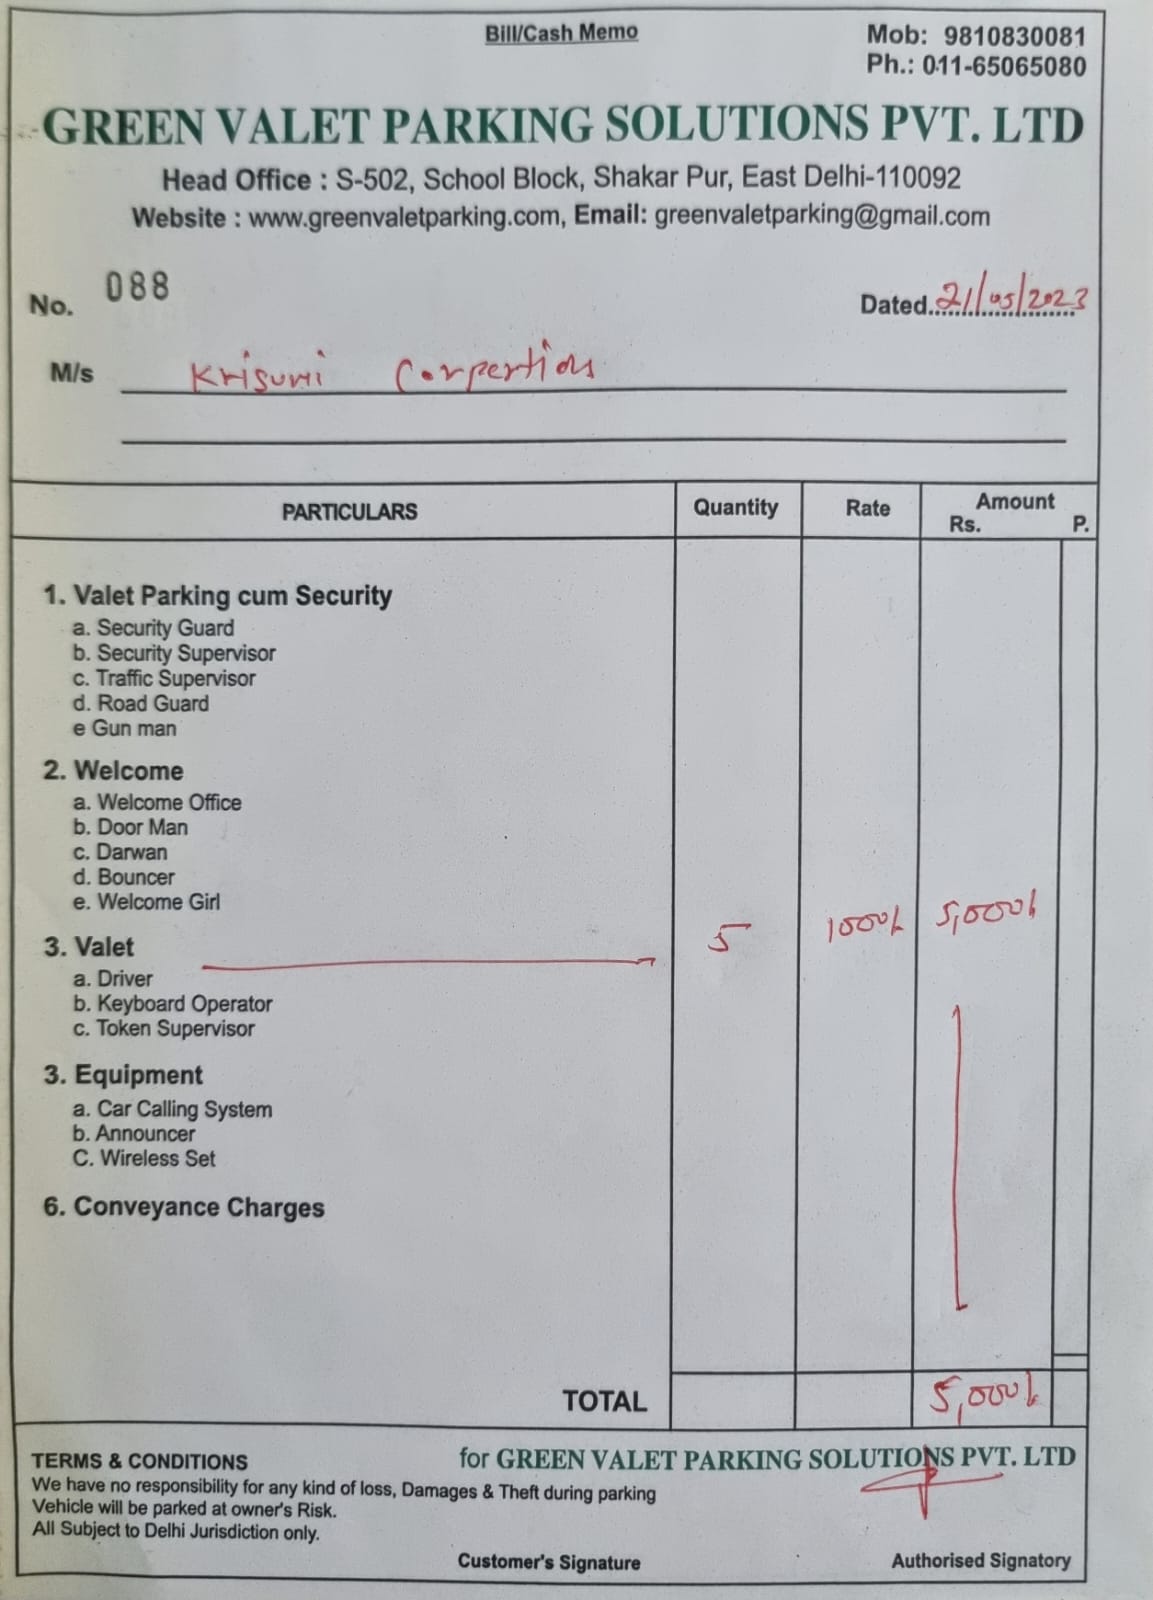 Bill/Cash Memo
Mob: 9810830081
Ph.: 011-65065080
GREEN VALET PARKING SOLUTIONS PVT. LTD
Head Office : S-502, School Block, Shakar Pur, East Delhi-110092
Website : www.greenvaletparking.com, Email: greenvaletparking@gmail.com
No. 088
Dated 21/05/2023
M/s Krisumi Corpertion
PARTICULARS Quantity Rate Amount
Rs. P.
1. Valet Parking cum Security
a. Security Guard
b. Security Supervisor
c. Traffic Supervisor
d. Road Guard
e Gun man
2. Welcome
a. Welcome Office
b. Door Man
c. Darwan
d. Bouncer
e. Welcome Girl
3. Valet 5 1000/- 5,000/-
a. Driver
b. Keyboard Operator
c. Token Supervisor
3. Equipment
a. Car Calling System
b. Announcer
C. Wireless Set
6. Conveyance Charges
TOTAL 5,000/-
TERMS & CONDITIONS
We have no responsibility for any kind of loss, Damages & Theft during parking
Vehicle will be parked at owner's Risk.
All Subject to Delhi Jurisdiction only.
for GREEN VALET PARKING SOLUTIONS PVT. LTD
Customer's Signature
Authorised Signatory